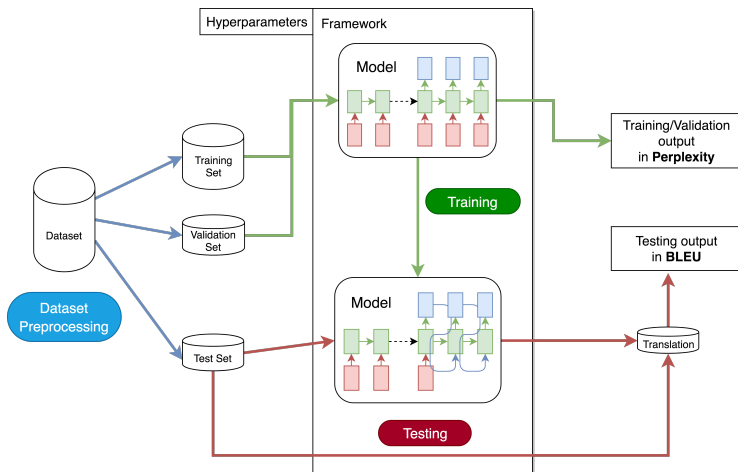 Hyperparameters
Framework
Model
Training
Set
Training/Validation
output
in Perplexity
Dataset
Validation
Set
Training
Testing output
in BLEU
Dataset
Preprocessing
Model
Test Set
Translation
Testing